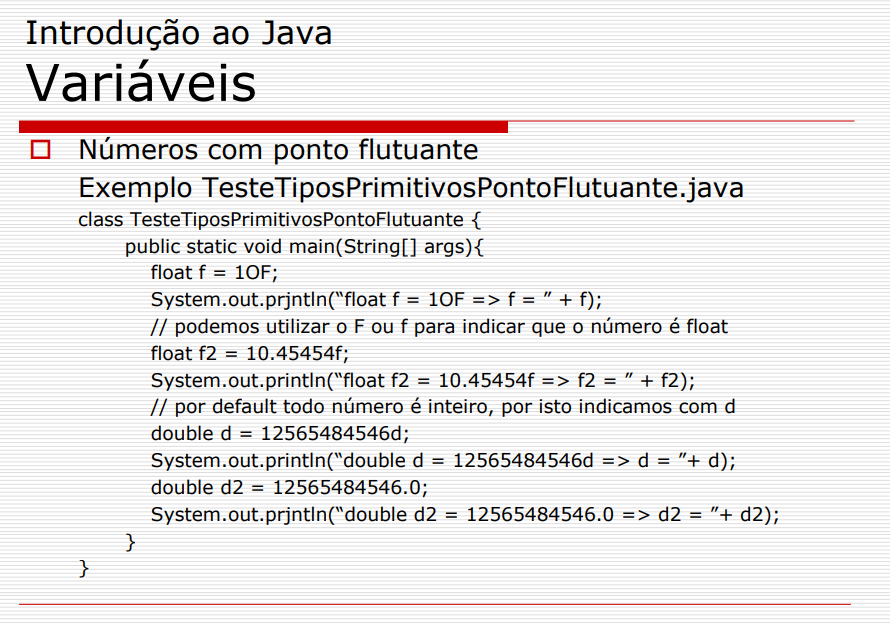 Introdução ao Java
Variáveis
Números com ponto flutuante
Exemplo TesteTiposPrimitivosPontoFlutuante.java
class TesteTiposPrimitivosPontoFlutuante {
public static void main(String[] args){
float f = 1OF;
System.out.prjntln(“float f = 1OF => f = ” + f);
// podemos utilizar o F ou f para indicar que o número é float
float f2 = 10.45454f;
System.out.println(“float f2 = 10.45454f => f2 = ” + f2);
// por default todo número é inteiro, por isto indicamos com d
double d = 12565484546d;
System.out.println(“double d = 12565484546d => d = ”+ d);
double d2 = 12565484546.0;
System.out.prjntln(“double d2 = 12565484546.0 => d2 = ”+ d2);
}
}